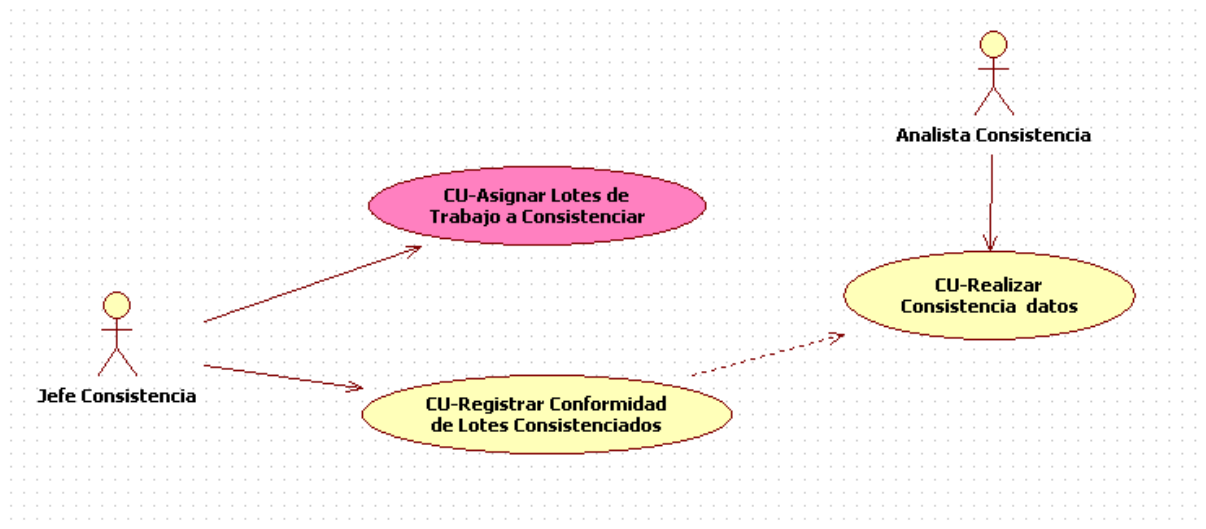 Analista Consistencia
CU-Asignar Lotes de
Trabajo a Consistenciar
CU-Realizar
Consistencia datos
Jefe Consistencia
CU-Registrar Conformidad
de Lotes Consistenciados